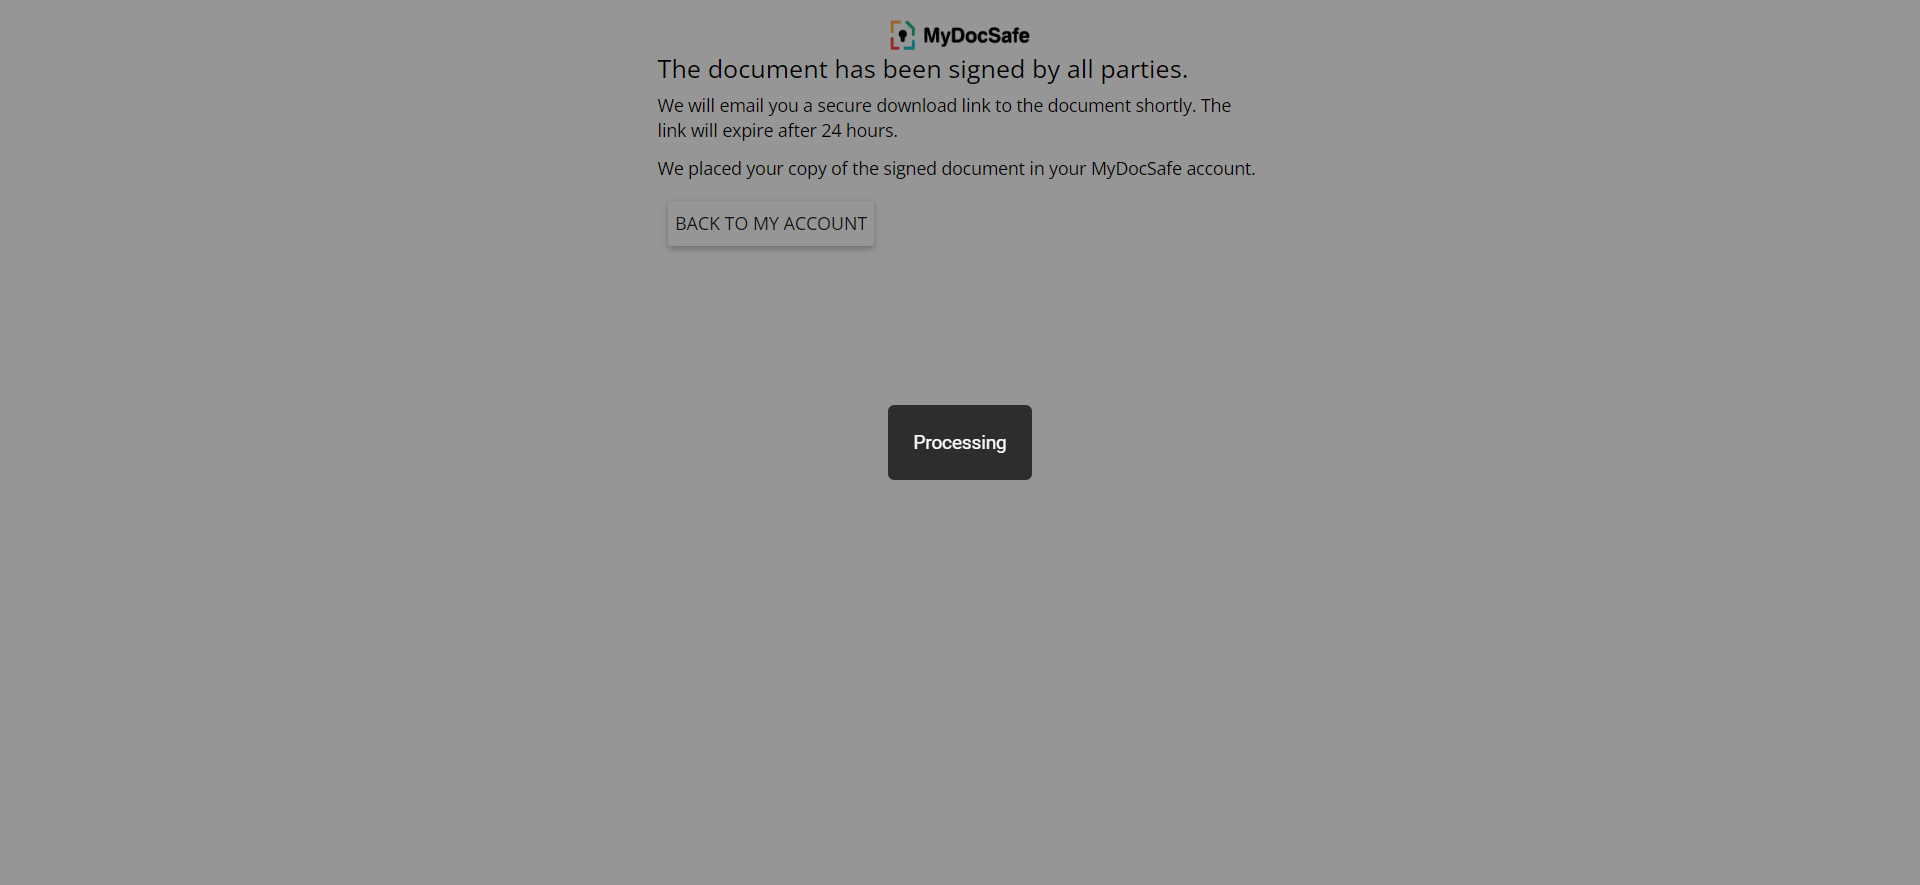 MyDocSafe
The document has been signed by all parties.
We will email you a secure download link to the document shortly. The
link will expire after 24 hours.
We placed your copy of the signed document in your MyDocSafe account.
BACK TO MY ACCOUNT
Processing